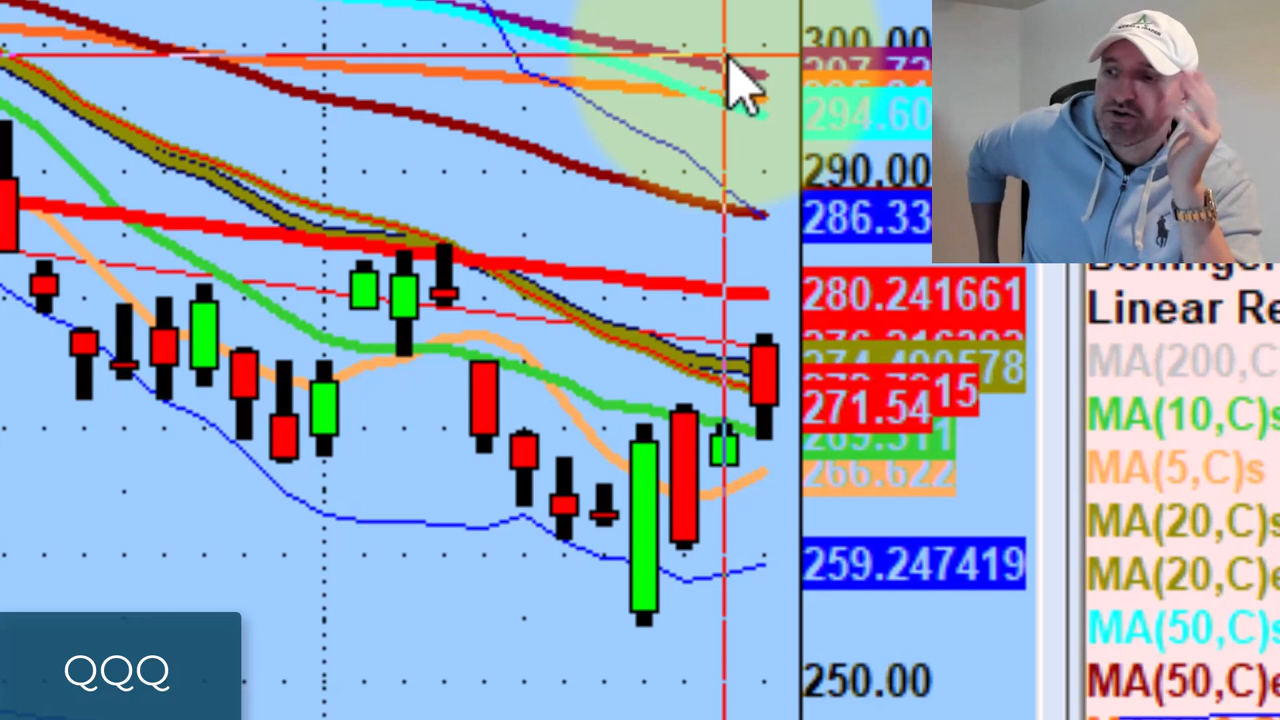 300.00
294.60
290.00
286.33
280.241661
15
271.54
266.622
259.247419
250.00
Linear Re
MA(200,C)
MA(10,C)s
MA(5,C)s
MA(20,C)s
MA(20,C)e
MA(50,C)s
MA(50,C)e
QQQ